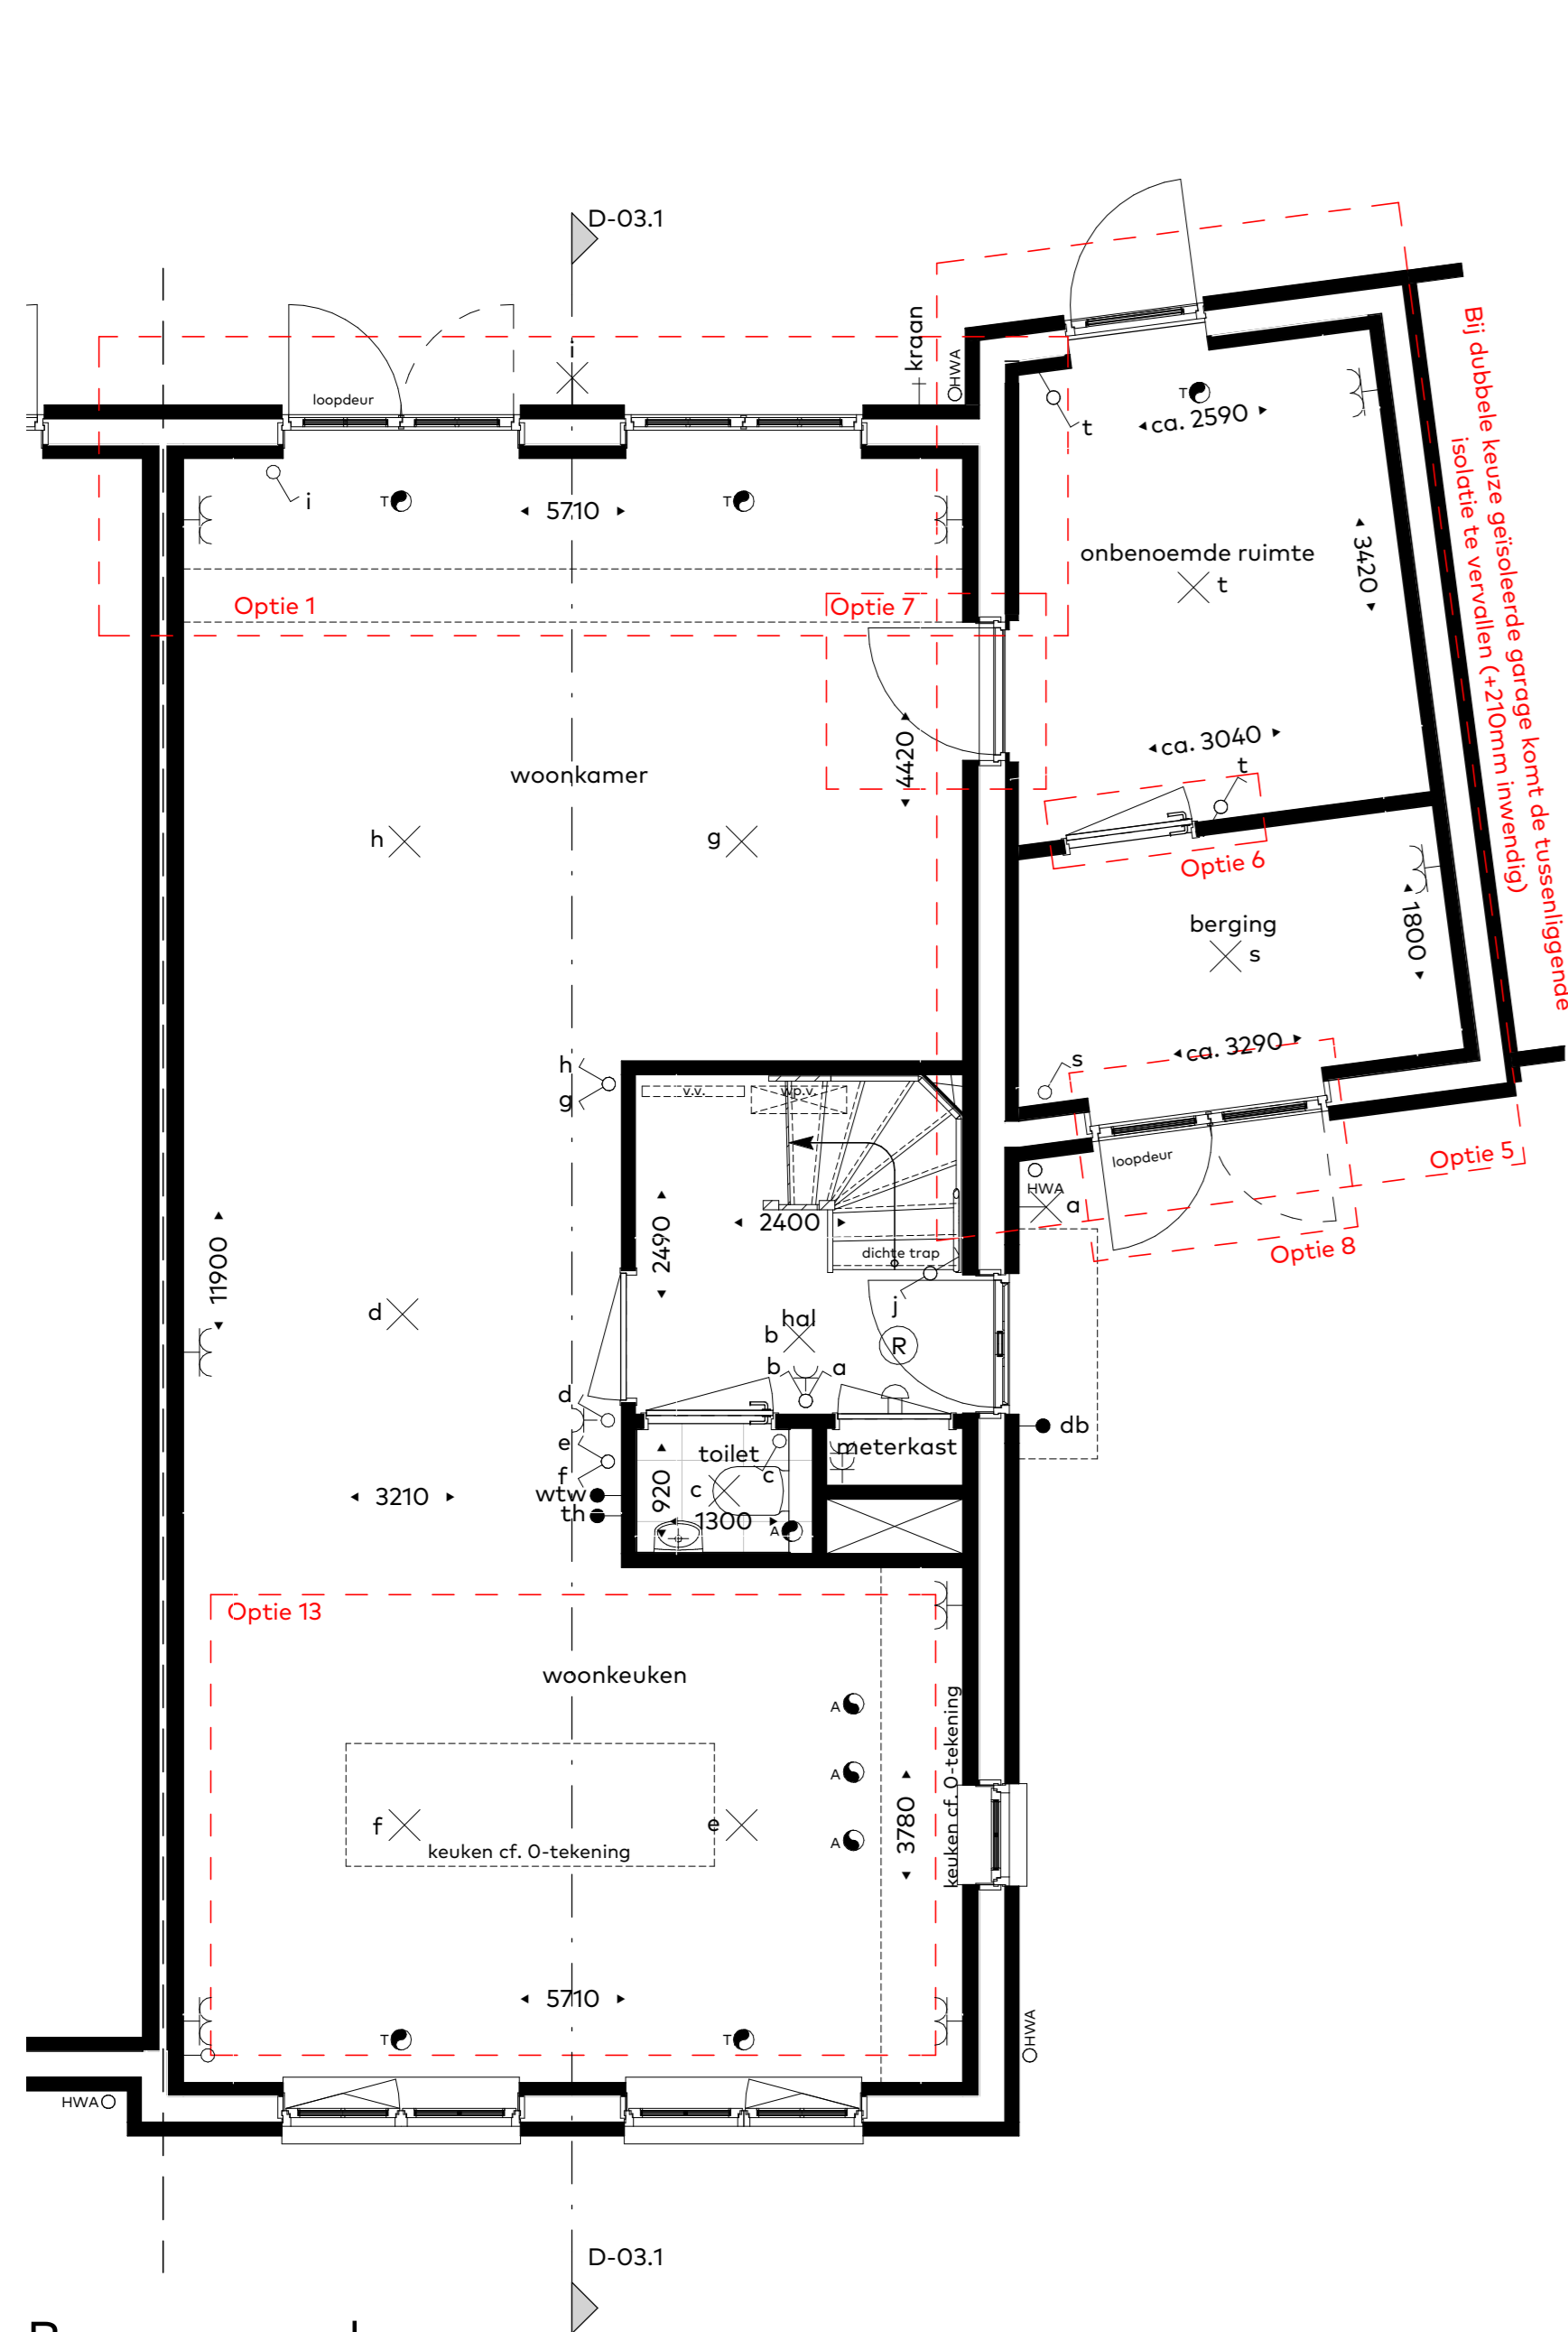 D-03.1
kraan
HWA
loopdeur
i
i
T
T
5710
Optie 1
Optie 7
T
ca. 2590
t
onbenoemde ruimte
t
3420
Bij dubbele keuze geïsoleerde garage komt de tussenliggende
isolatie te vervallen (+210mm inwendig)
woonkamer
4420
ca. 3040
t
h
g
Optie 6
berging
s
1800
ca. 3290
s
h
g
v.v.
wp.v.
loopdeur
Optie 5
Optie 8
HWA
a
11900
2490
2400
dichte trap
j
d
hal
b
R
b
a
d
e
f
wtw
th
db
toilet
meterkast
c
c
920
1300
A
3210
Optie 13
woonkeuken
A
A
A
keuken cf. 0-tekening
3780
f
e
keuken cf. 0-tekening
5710
T
T
HWA
HWA
D-03.1